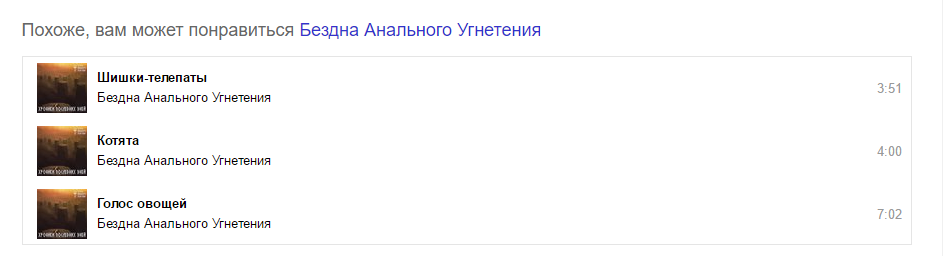 Похоже, вам может понравиться Бездна Анального Угнетения
Шишки-телепаты
Бездна Анального Угнетения
3:51
Котята
Бездна Анального Угнетения
4:00
Голос овощей
Бездна Анального Угнетения
7:02